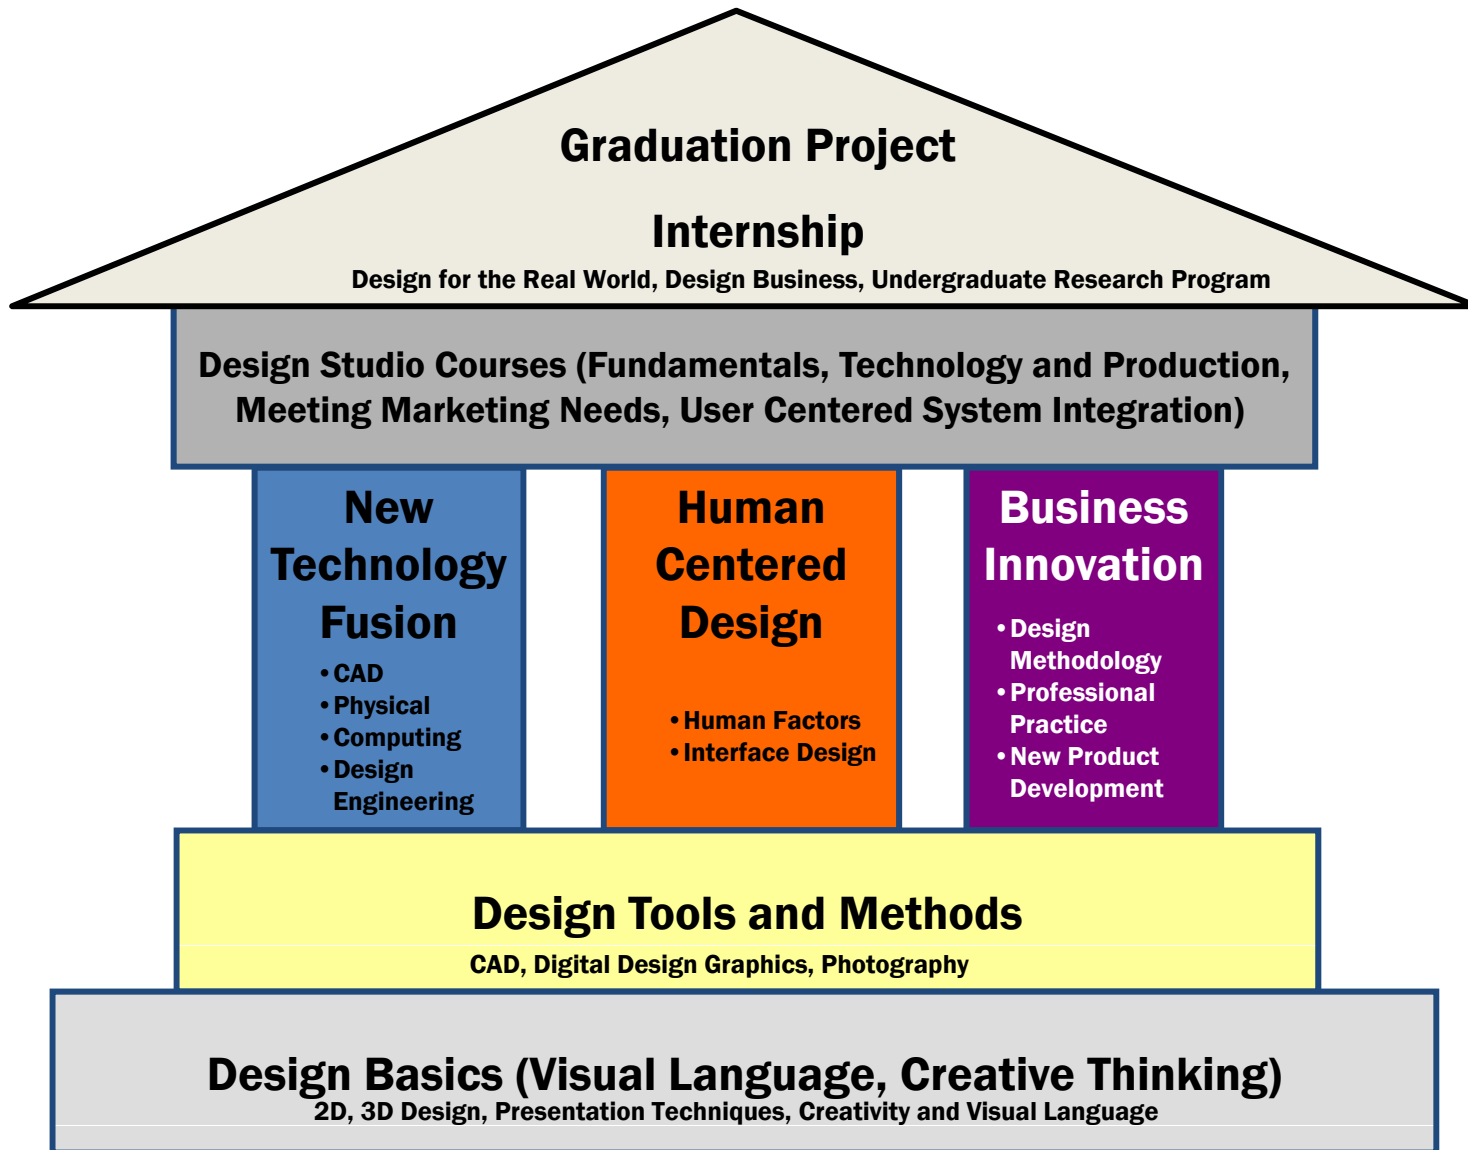 Graduation Project
Internship
Design for the Real World, Design Business, Undergraduate Research Program
Design Studio Courses (Fundamentals, Technology and Production,
Meeting Marketing Needs, User Centered System Integration)
New
Technology
Fusion
•CAD
•Physical
•Computing
•Design
Engineering
Human
Centered
Design
•Human Factors
•Interface Design
Business
Innovation
•Design
Methodology
•Professional
Practice
•New Product
Development
Design Tools and Methods
CAD, Digital Design Graphics, Photography
Design Basics (Visual Language, Creative Thinking)
2D, 3D Design, Presentation Techniques, Creativity and Visual Language